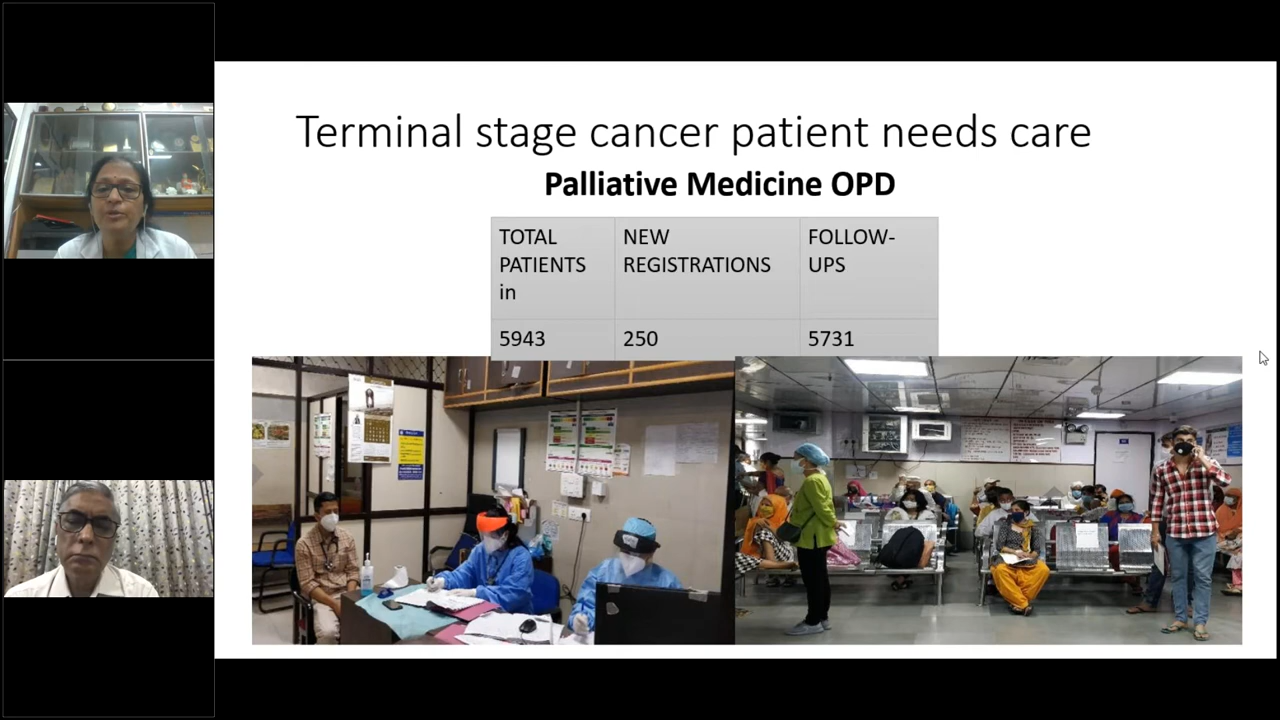 Terminal stage cancer patient needs care
Palliative Medicine OPD
TOTAL
PATIENTS
in
NEW
REGISTRATIONS
FOLLOW-
UPS
5943
250
5731